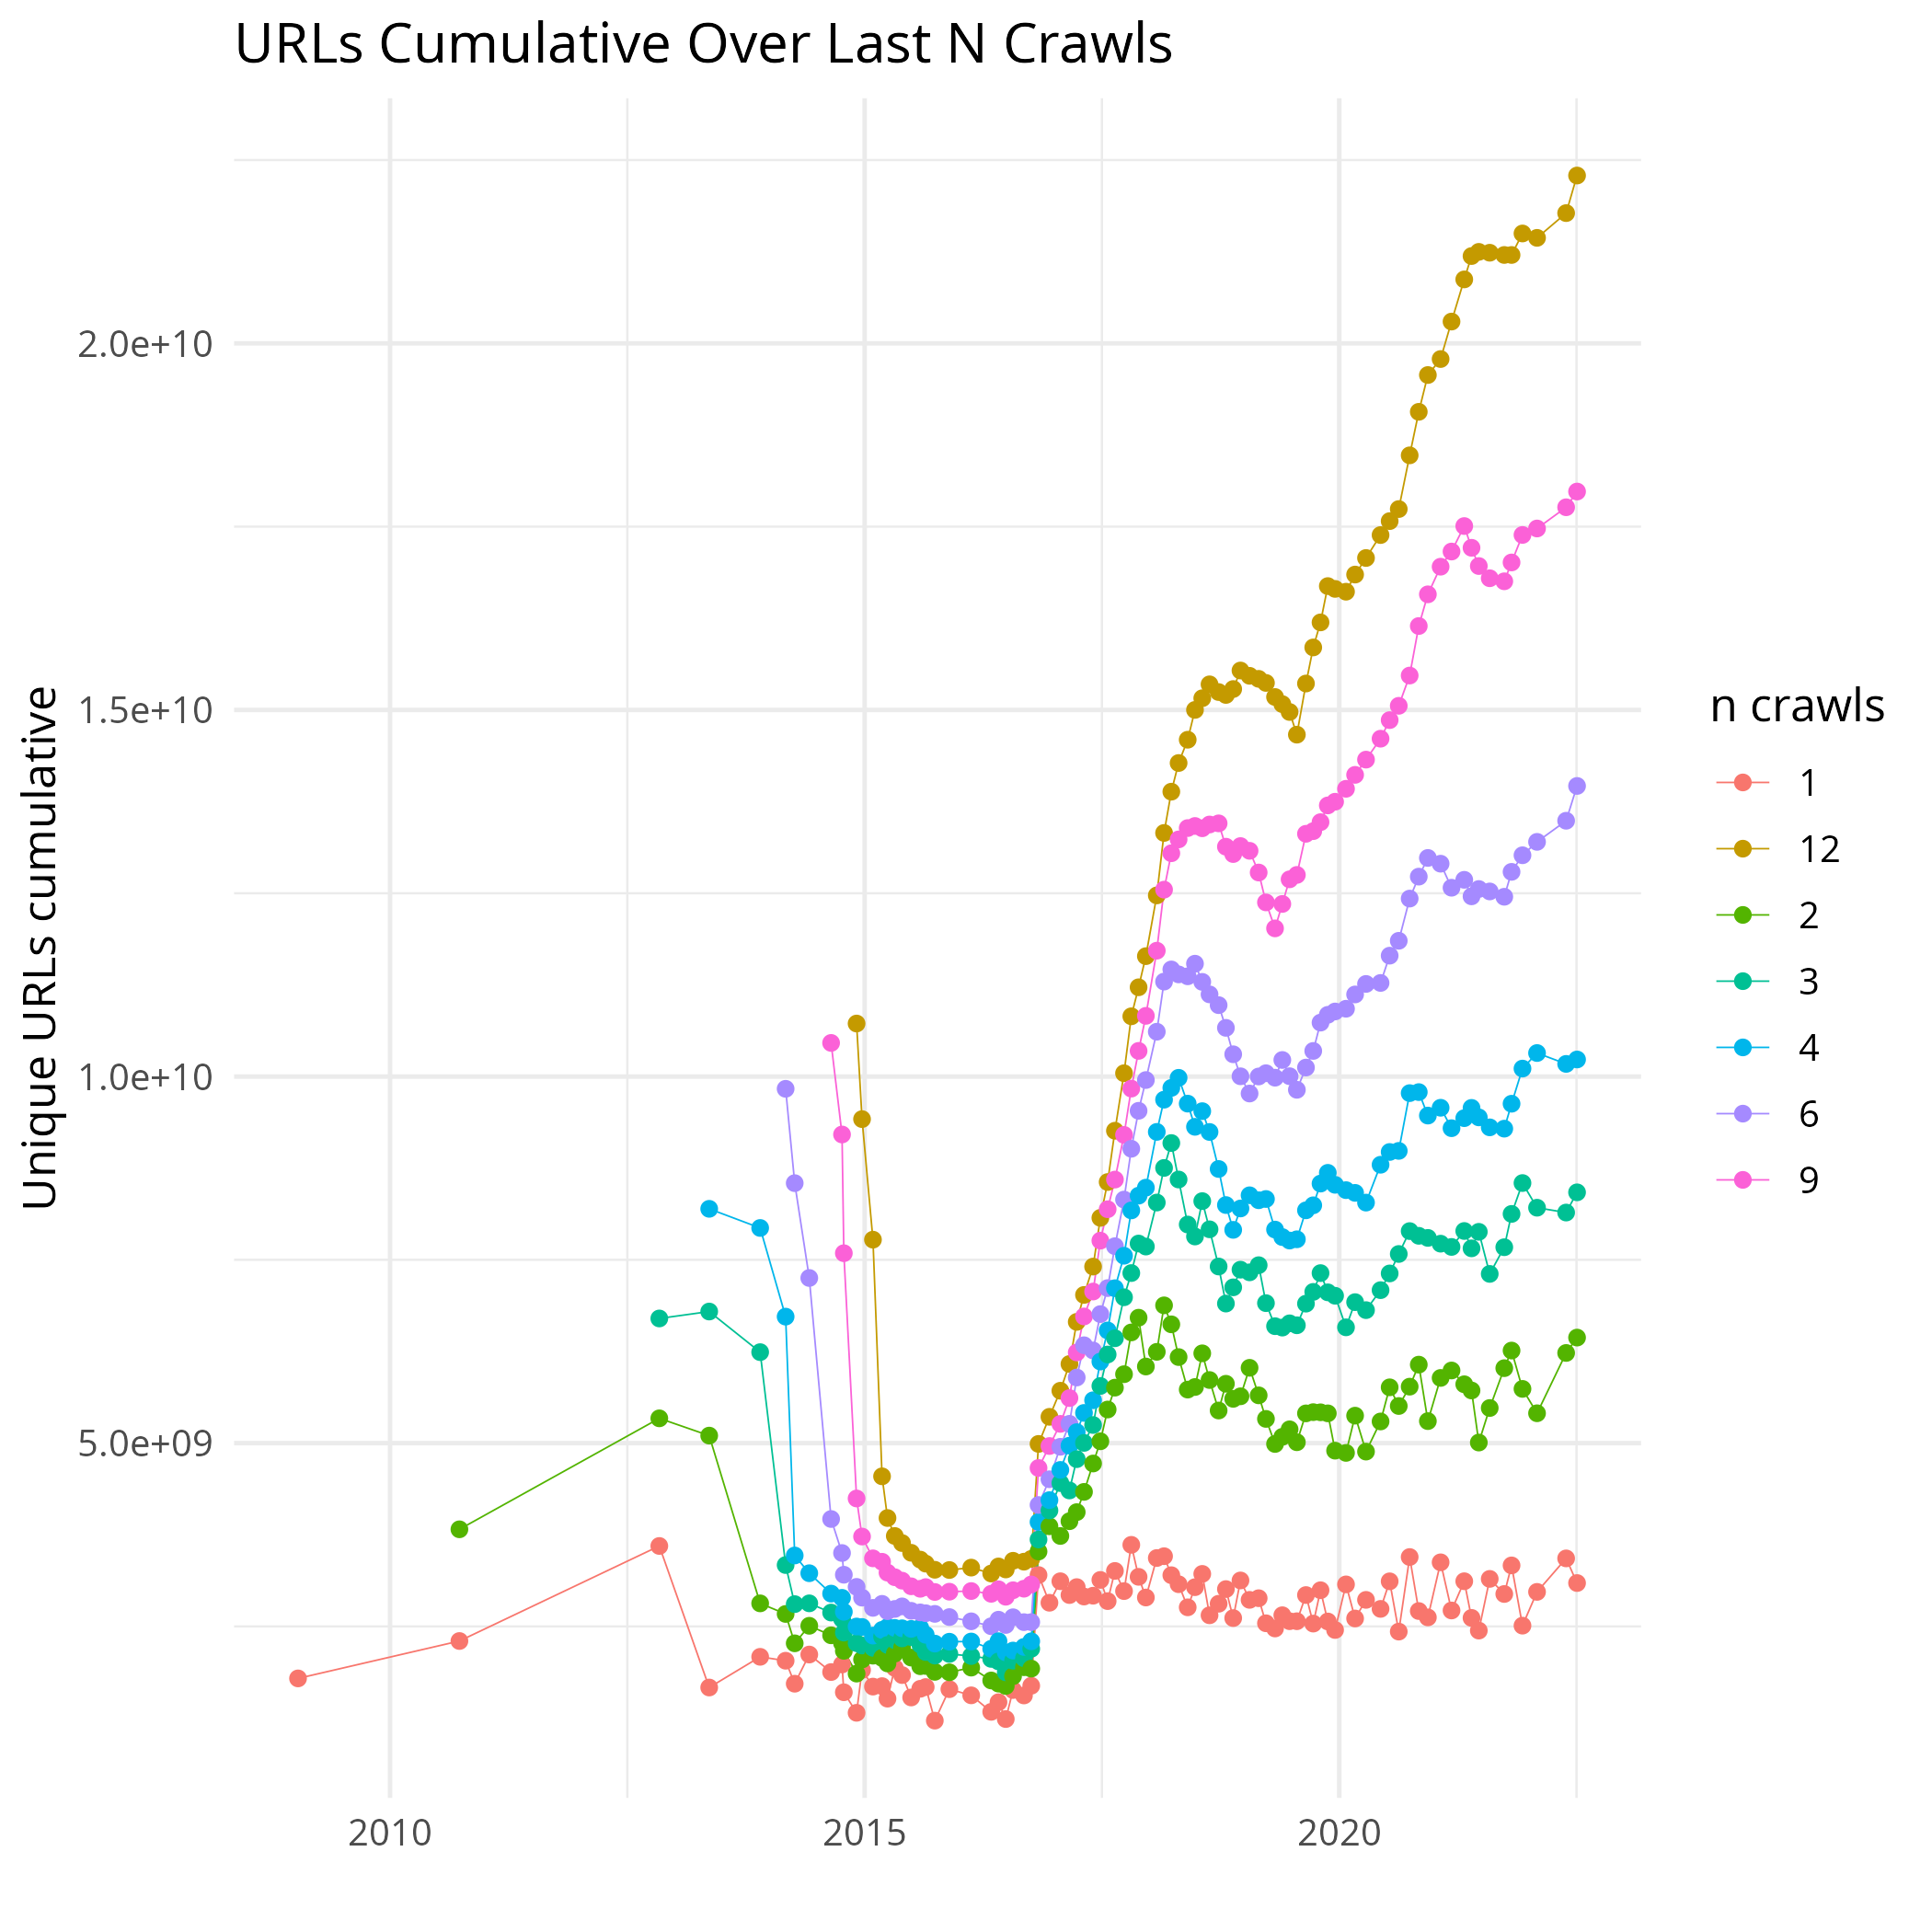 URLs Cumulative Over Last N Crawls
Unique URLs cumulative
2.0e+10
1.5e+10
1.0e+10
5.0e+09
2010
2015
2020
n crawls
1
12
2
3
4
6
9